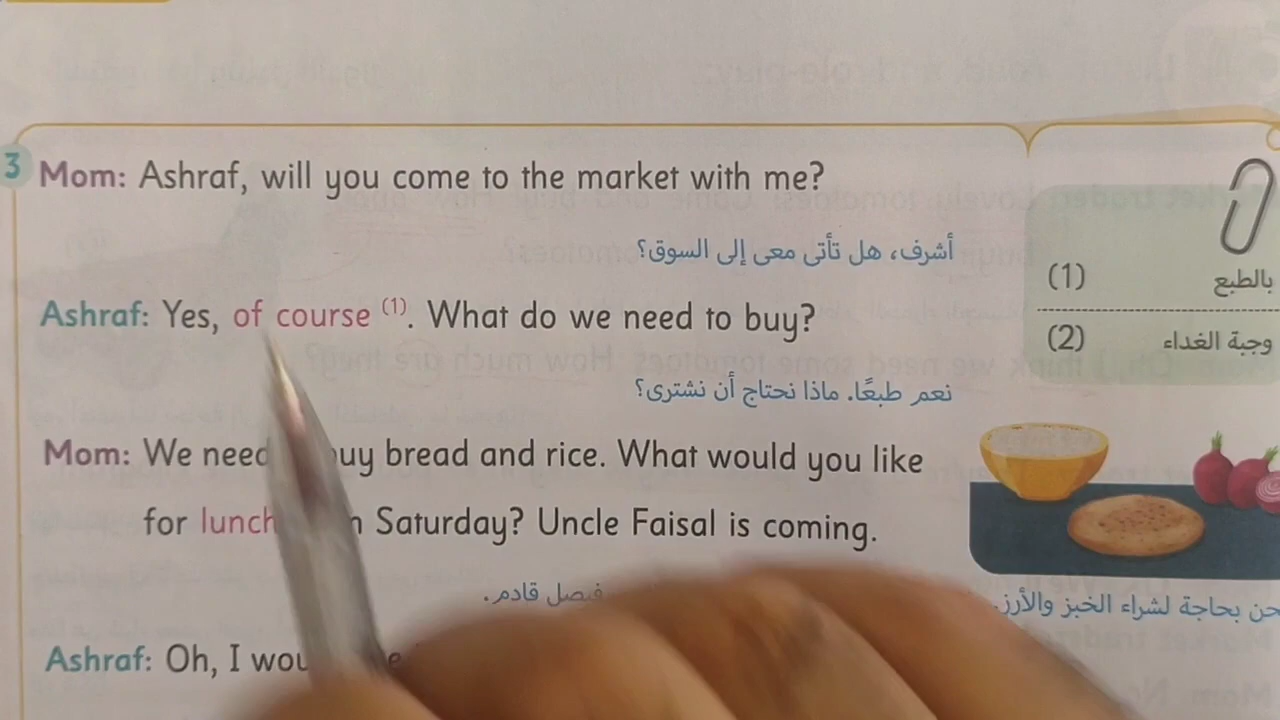 3 Mom: Ashraf, will you come to the market with me?
أشرف، هل تأتى معى إلى السوق؟
Ashraf: Yes, of course (1). What do we need to buy?
نعم طبعًا. ماذا نحتاج أن نشترى؟
Mom: We need buy bread and rice. What would you like
for lunch Saturday? Uncle Faisal is coming.
بحاجة لشراء الخبز والأرز.
فيصل قادم.
Ashraf: Oh, I
(1) بالطبع
(2) وجبة الغداء